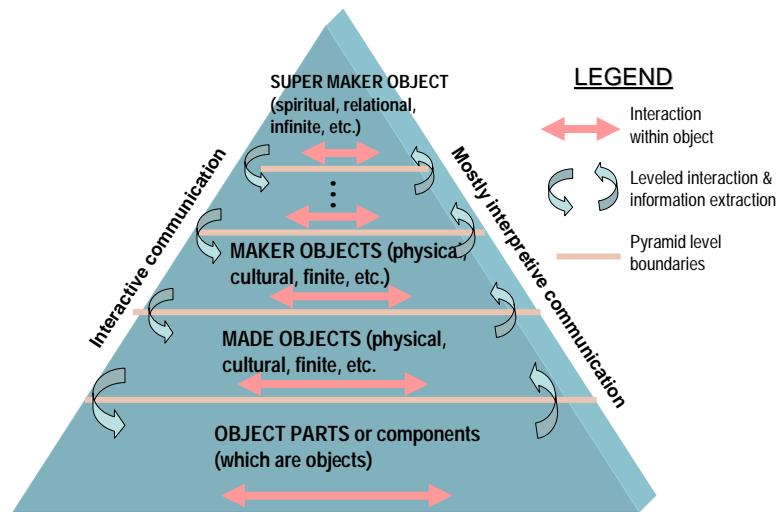 SUPER MAKER OBJECT
(spiritual, relational,
infinite, etc.)
MAKER OBJECTS (physical,
cultural, finite, etc.)
MADE OBJECTS (physical,
cultural, finite, etc.
OBJECT PARTS or components
(which are objects)
Interactive communication
Mostly interpretive communication
LEGEND
Interaction
within object
Leveled interaction &
information extraction
Pyramid level
boundaries